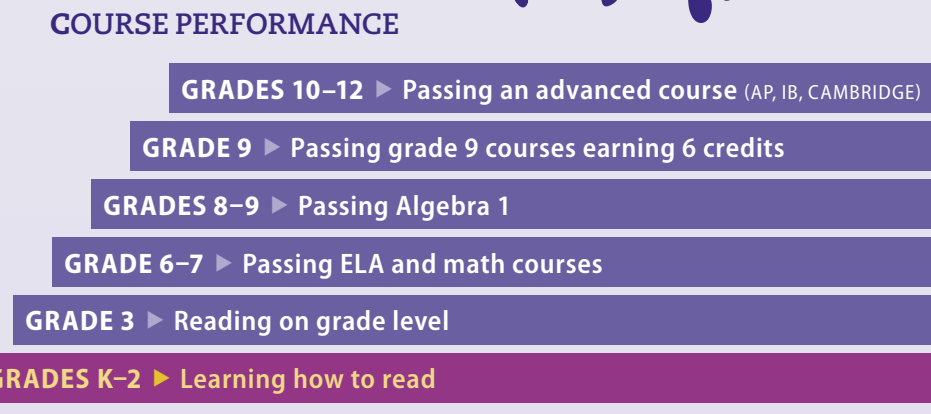 COURSE PERFORMANCE
GRADES 10–12 ▶ Passing an advanced course (AP, IB, CAMBRIDGE)
GRADE 9 ▶ Passing grade 9 courses earning 6 credits
GRADES 8–9 ▶ Passing Algebra 1
GRADE 6–7 ▶ Passing ELA and math courses
GRADE 3 ▶ Reading on grade level
GRADES K–2 ▶ Learning how to read